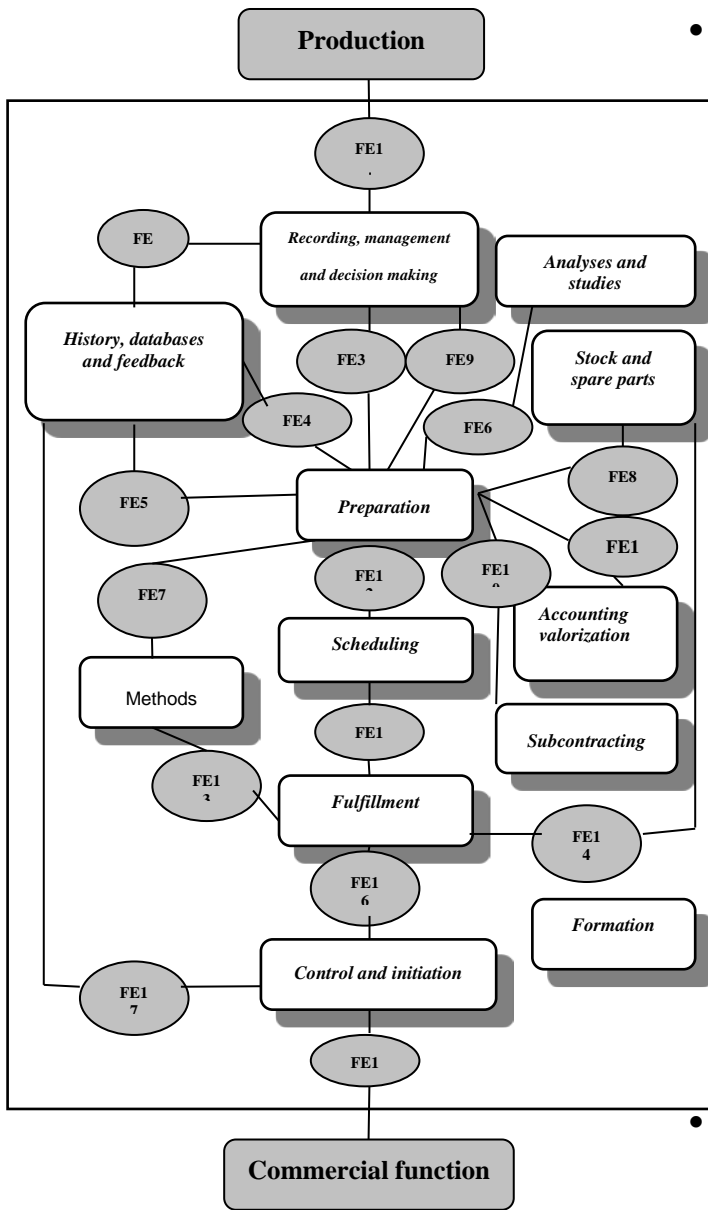 Production
•
FE1
.
FE
Recording, management
and decision making
Analyses and
studies
History, databases
and feedback
FE3
FE9
Stock and
spare parts
FE4
FE6
FE8
FE5
Preparation
FE1
FE1
FE1
FE7
Accounting
valorization
Scheduling
Methods
Subcontracting
FE1
FE1
Fulfillment
FE1
4
FE1
6
Formation
Control and initiation
FE1
7
FE1
•
Commercial function